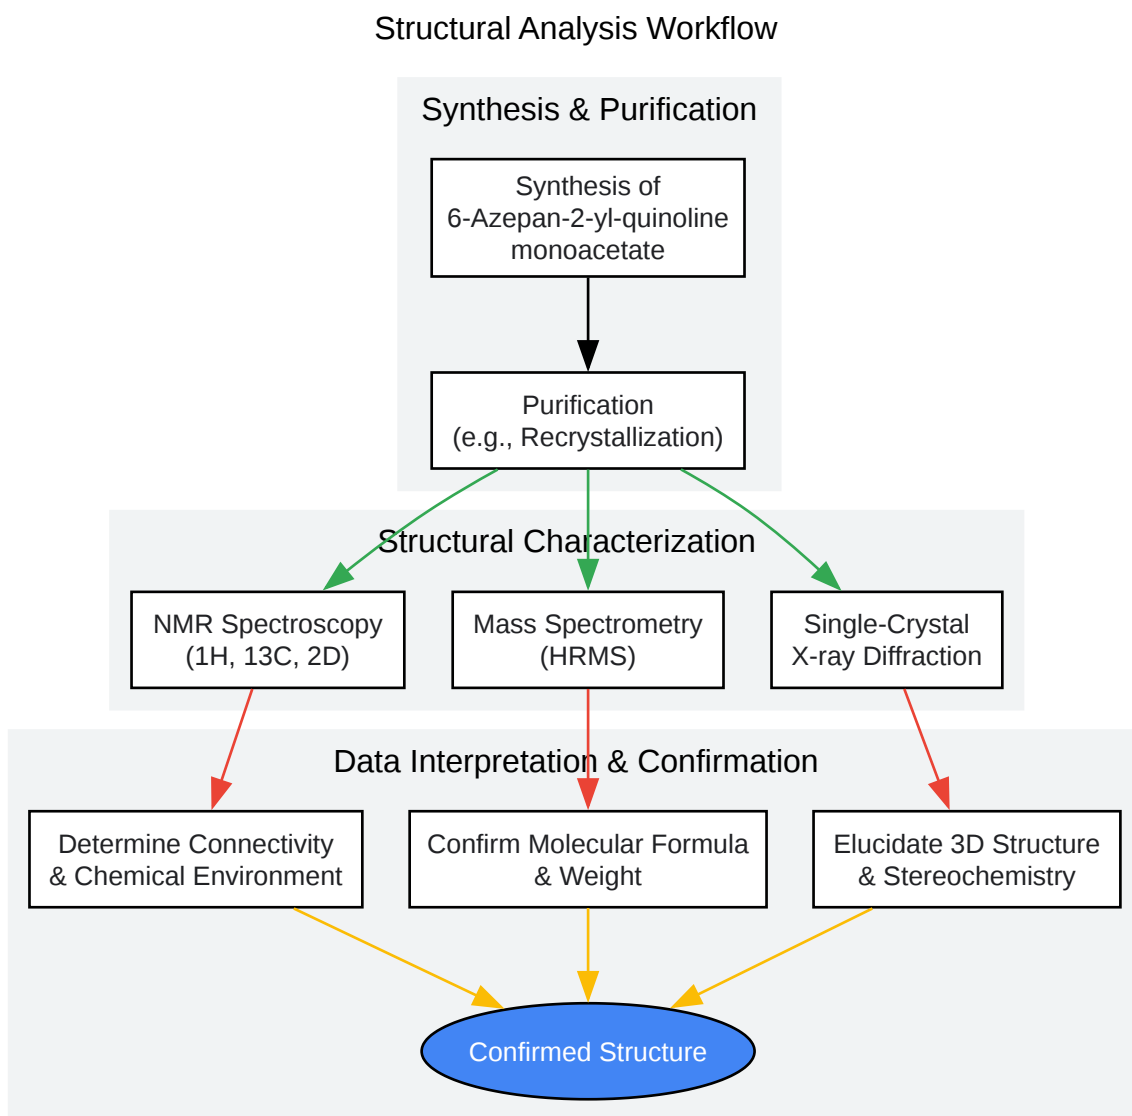 Structural Analysis Workflow
Synthesis & Purification
Synthesis of
6-Azepan-2-yl-quinoline
monoacetate
Purification
(e.g., Recrystallization)
Structural Characterization
NMR Spectroscopy
(1H, 13C, 2D)
Mass Spectrometry
(HRMS)
Single-Crystal
X-ray Diffraction
Data Interpretation & Confirmation
Determine Connectivity
& Chemical Environment
Confirm Molecular Formula
& Weight
Elucidate 3D Structure
& Stereochemistry
Confirmed Structure